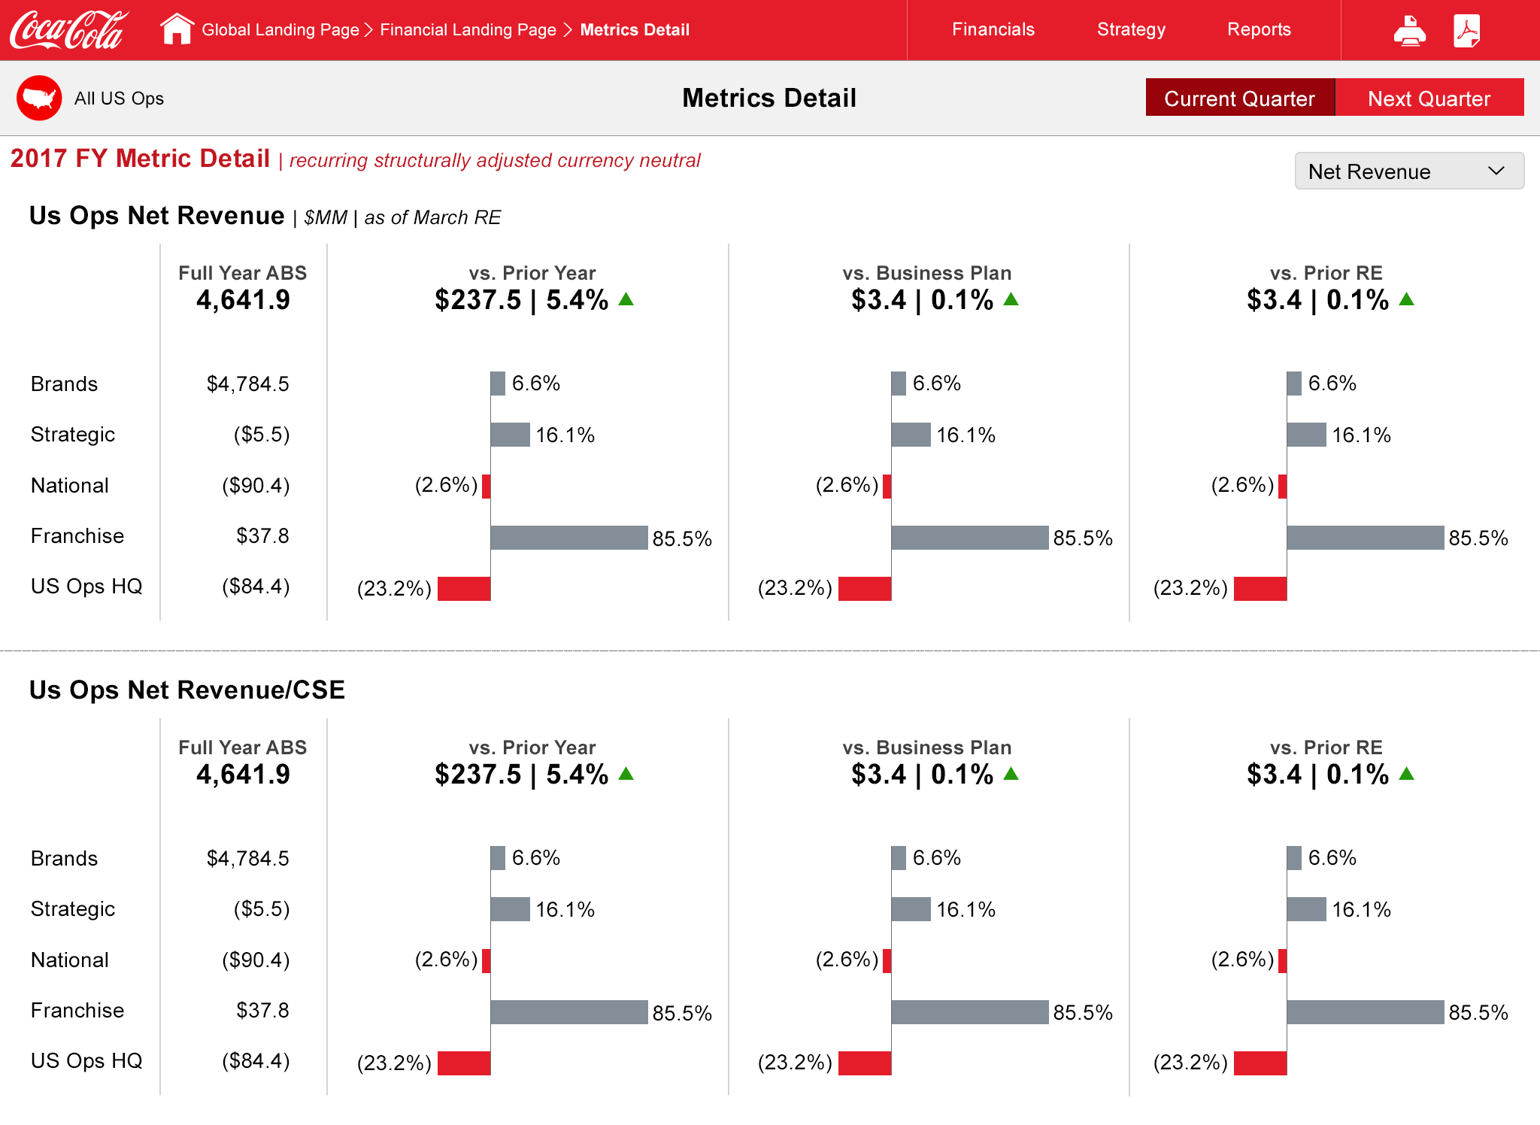 Coca-Cola Global Landing Page > Financial Landing Page > Metrics Detail Financials Strategy Reports
All US Ops Metrics Detail Current Quarter Next Quarter
2017 FY Metric Detail | recurring structurally adjusted currency neutral
Net Revenue
Us Ops Net Revenue | $MM | as of March RE
Full Year ABS vs. Prior Year vs. Business Plan vs. Prior RE
4,641.9 $237.5 | 5.4% $3.4 | 0.1% $3.4 | 0.1%
Brands $4,784.5 6.6% 6.6% 6.6%
Strategic ($5.5) 16.1% 16.1% 16.1%
National ($90.4) (2.6%) (2.6%) (2.6%)
Franchise $37.8 85.5% 85.5% 85.5%
US Ops HQ ($84.4) (23.2%) (23.2%) (23.2%)
Us Ops Net Revenue/CSE
Full Year ABS vs. Prior Year vs. Business Plan vs. Prior RE
4,641.9 $237.5 | 5.4% $3.4 | 0.1% $3.4 | 0.1%
Brands $4,784.5 6.6% 6.6% 6.6%
Strategic ($5.5) 16.1% 16.1% 16.1%
National ($90.4) (2.6%) (2.6%) (2.6%)
Franchise $37.8 85.5% 85.5% 85.5%
US Ops HQ ($84.4) (23.2%) (23.2%) (23.2%)